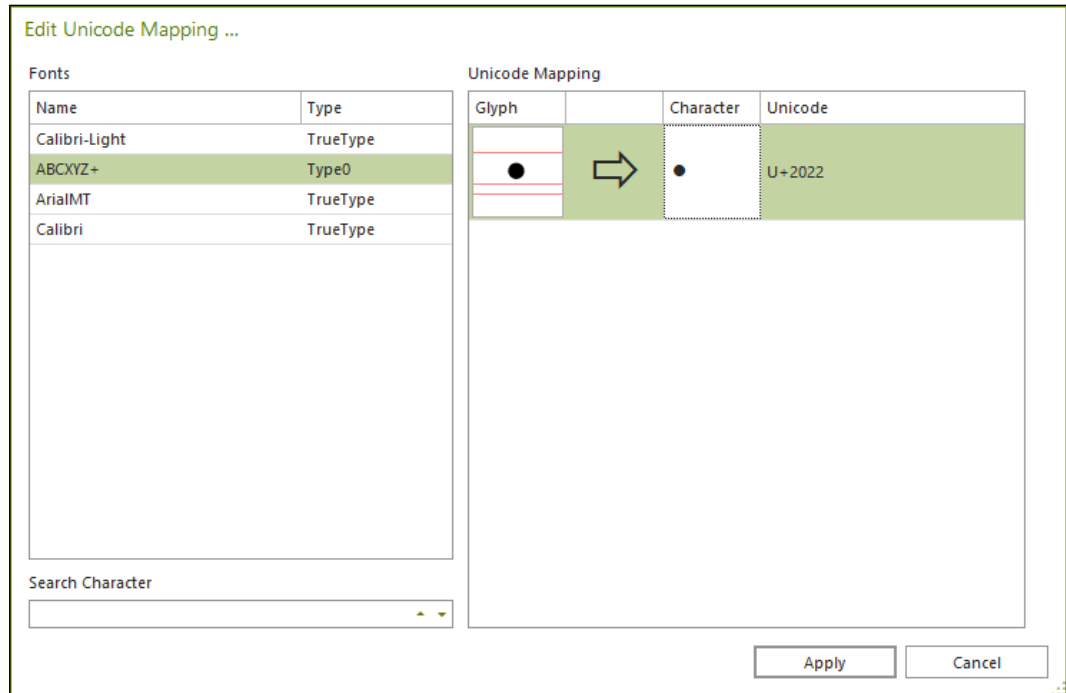 Edit Unicode Mapping ...
Fonts
Name Type
Calibri-Light TrueType
ABCXYZ+ Type0
ArialMT TrueType
Calibri TrueType
Search Character
Unicode Mapping
Glyph Character Unicode
● ⇨ • U+2022
Apply Cancel